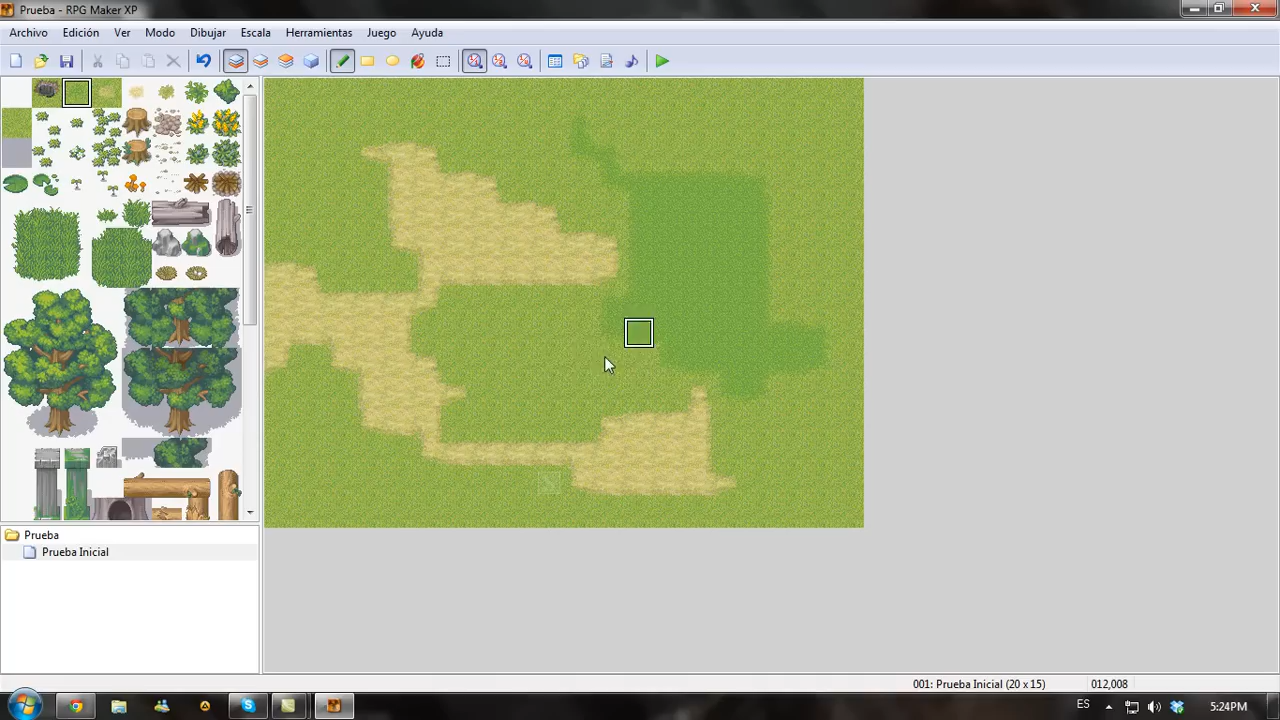 Prueba - RPG Maker XP
Archivo Edición Ver Modo Dibujar Escala Herramientas Juego Ayuda
Prueba
Prueba Inicial
001: Prueba Inicial (20 x 15) 012,008
ES 5:24PM